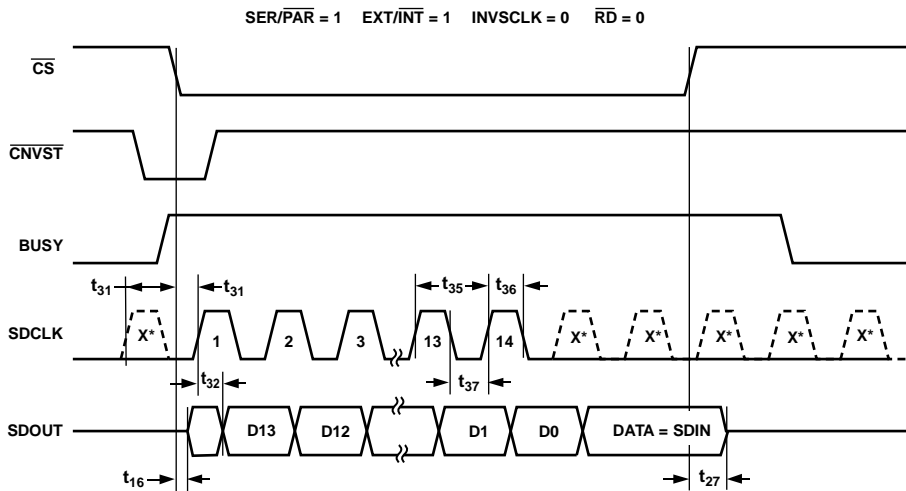 SER/PAR = 1 EXT/INT = 1 INVSCLK = 0 RD = 0
CS
CNVST
BUSY
t31 t31 t35 t36
SDCLK X* 1 2 3 13 14 X* X* X* X* X*
t32 t37
SDOUT D13 D12 D1 D0 DATA = SDIN
t16 t27